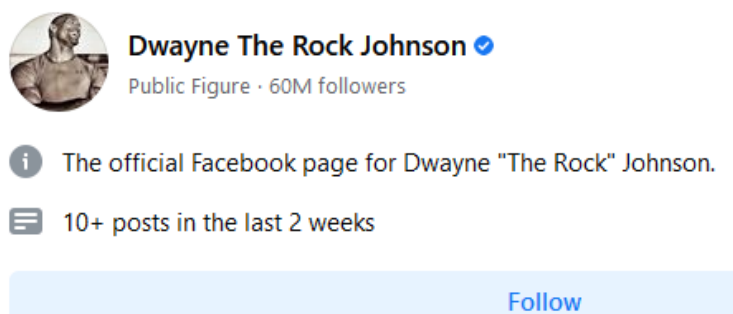 Dwayne The Rock Johnson
Public Figure · 60M followers
The official Facebook page for Dwayne "The Rock" Johnson.
10+ posts in the last 2 weeks
Follow